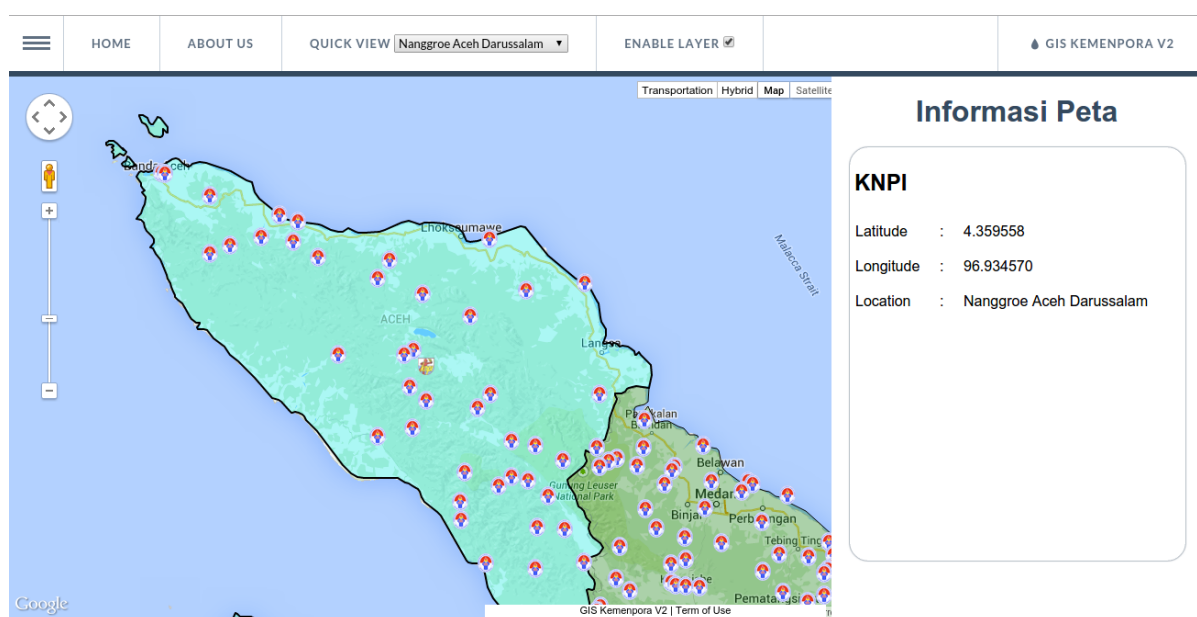 HOME
ABOUT US
QUICK VIEW Nanggroe Aceh Darussalam
ENABLE LAYER
GIS KEMENPORA V2
Transportation Hybrid Map Satellite
Informasi Peta
KNPI
Latitude : 4.359558
Longitude : 96.934570
Location : Nanggroe Aceh Darussalam
Lhokseumawe
Malacca Strait
ACEH
Langsa
Belawan
Gunung Leuser
National Park
Medan
Binjai
Tebing Ting
Google
GIS Kemenpora V2 | Term of Use